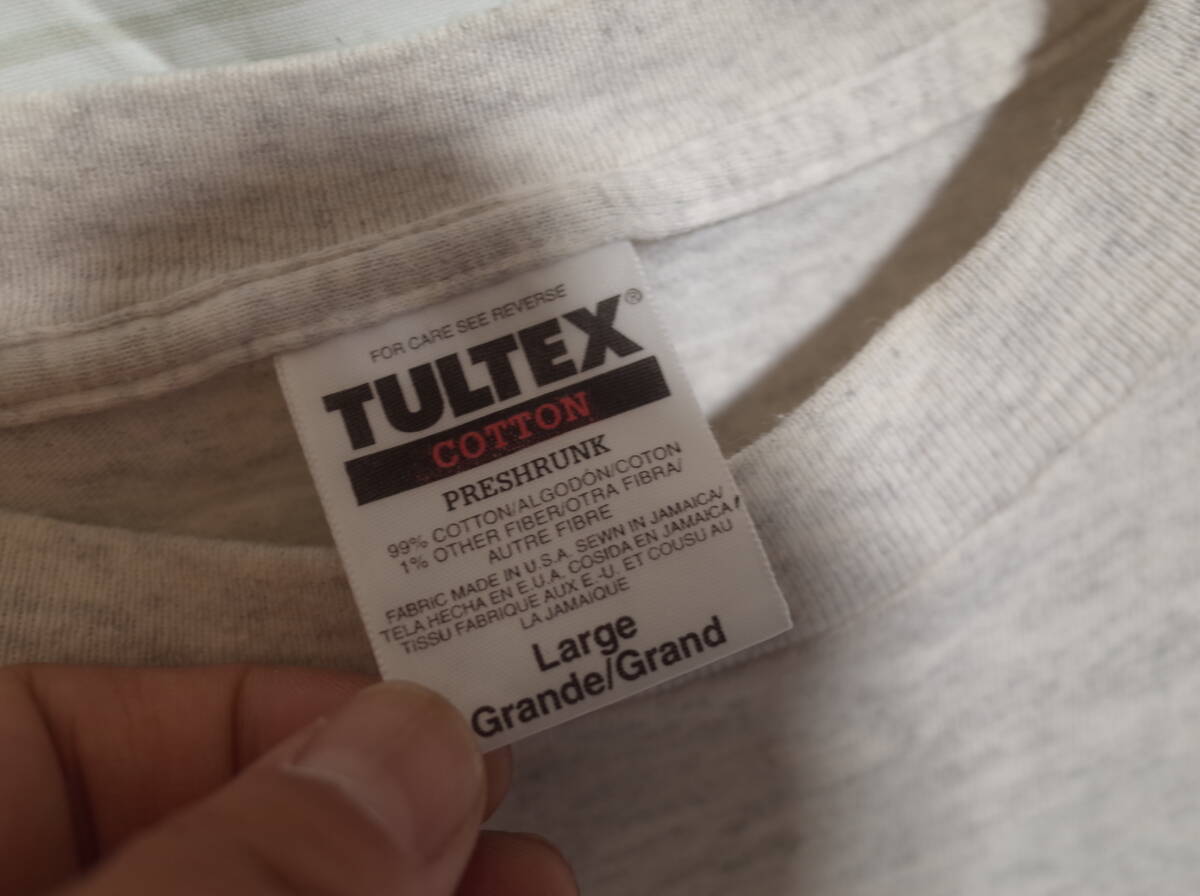 FOR CARE SEE REVERSE
TULTEX®
COTTON
PRESHRUNK
99% COTTON/ALGODÓN/COTON
1% OTHER FIBER/OTRA FIBRA/
AUTRE FIBRE
FABRIC MADE IN U.S.A. SEWN IN JAMAICA/
TELA HECHA EN E.U.A. COSIDA EN JAMAICA/
TISSU FABRIQUE AUX E.-U. ET COUSU AU
LA JAMAIQUE
Large
Grande/Grand